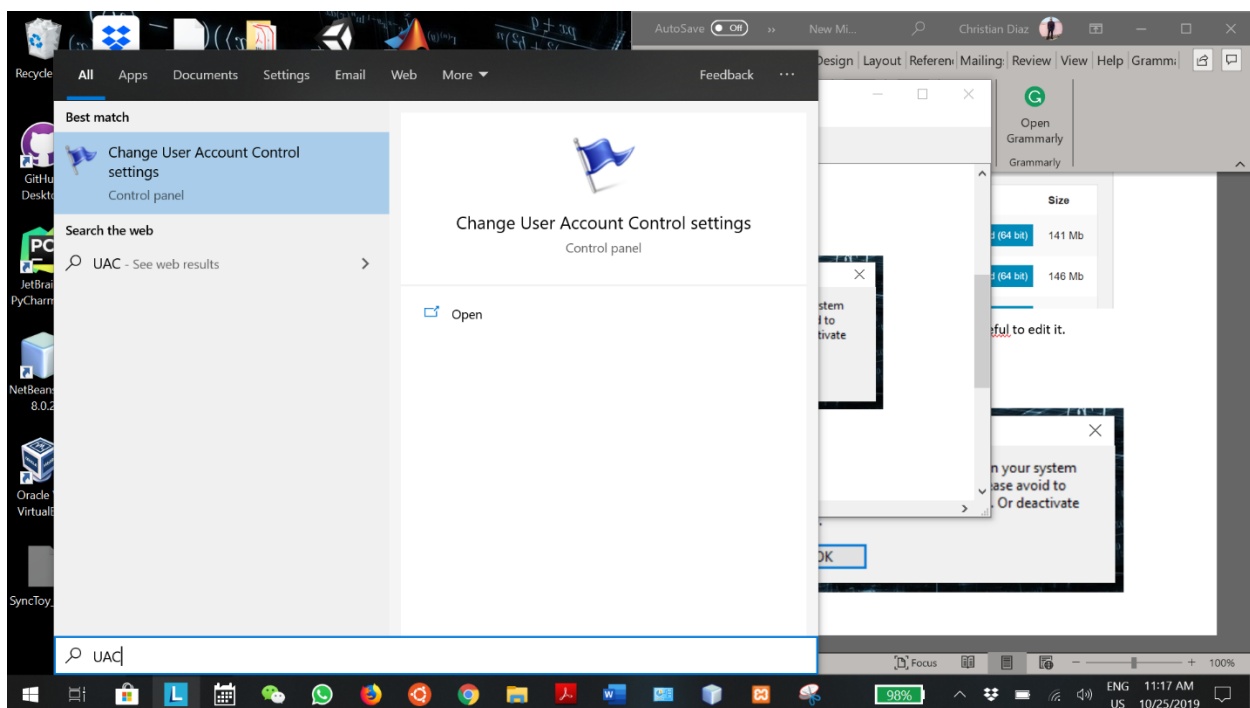 AutoSave Off
New Mi...
Christian Diaz
Recycle
All Apps Documents Settings Email Web More Feedback
Design Layout Referen Mailing Review View Help Gramm
Best match
Change User Account Control
settings
Control panel
Search the web
UAC - See web results
Change User Account Control settings
Control panel
Open
Open
Grammarly
Grammarly
GitHu
Deskto
PC
JetBrai
PyCharm
NetBeans
8.0.2
Oracle
VirtualB
SyncToy_
Size
(64 bit) 141 Mb
(64 bit) 146 Mb
eful to edit it.
stem
d to
tivate
n your system
ease avoid to
. Or deactivate
OK
UAC
Focus
100%
98%
ENG
US
11:17 AM
10/25/2019